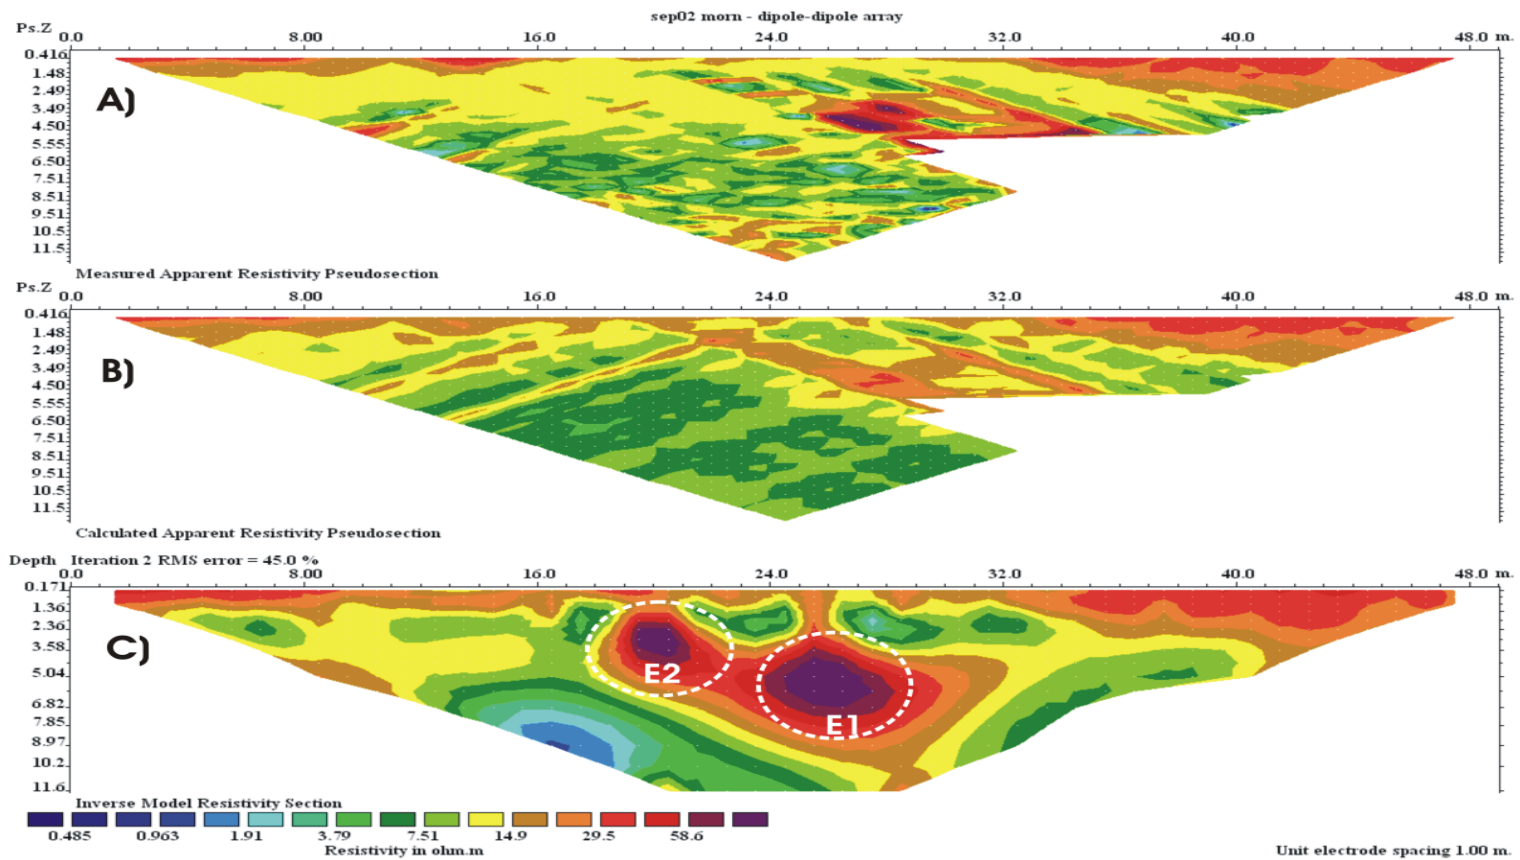 sep02 morn - dipole-dipole array
Ps.Z 0.0 8.00 16.0 24.0 32.0 40.0 48.0 m.
0.416
1.48
2.49
A)
3.49
4.50
5.55
6.50
7.51
8.51
9.51
10.5
11.5
Measured Apparent Resistivity Pseudosection
Ps.Z 0.0 8.00 16.0 24.0 32.0 40.0 48.0 m.
0.416
1.48
2.49
3.49
B)
4.50
5.55
6.50
7.51
8.51
9.51
10.5
11.5
Calculated Apparent Resistivity Pseudosection
Depth Iteration 2 RMS error = 45.0 %
0.0 8.00 16.0 24.0 32.0 40.0 48.0 m.
0.171
1.36
2.36
3.58
C)
5.04
E2
6.82
E1
7.85
8.97
10.2
11.6
Inverse Model Resistivity Section
0.485 0.963 1.91 3.79 7.51 14.9 29.5 58.6
Resistivity in ohm.m
Unit electrode spacing 1.00 m.